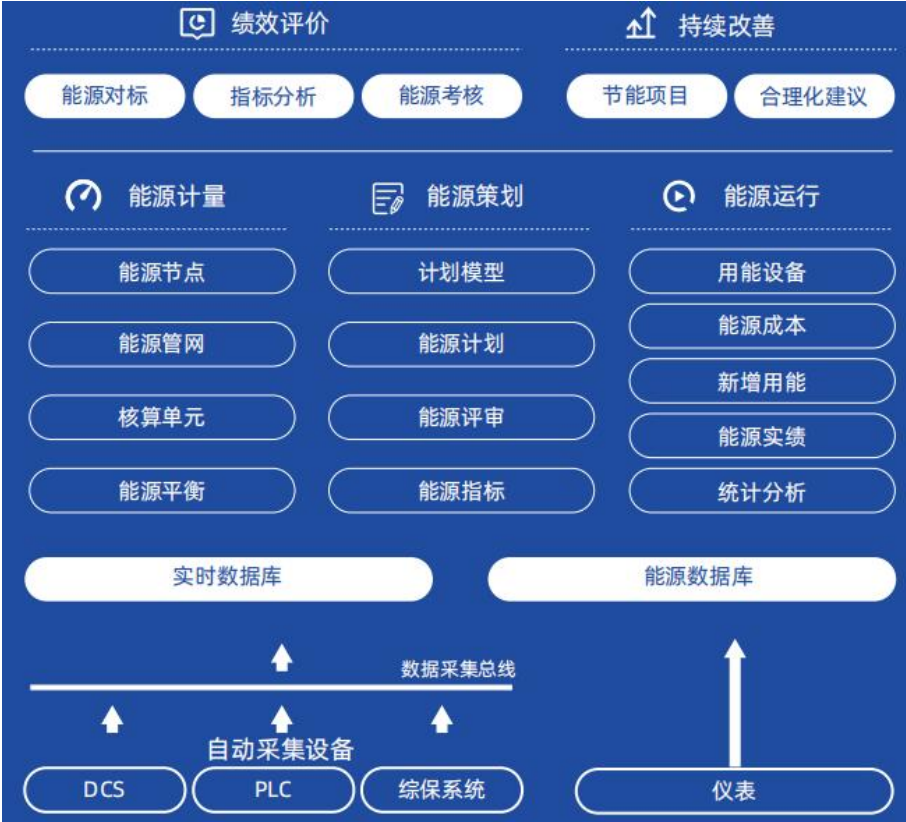 绩效评价
持续改善
能源对标
指标分析
能源考核
节能项目
合理化建议
能源计量
能源策划
能源运行
能源节点
能源管网
核算单元
能源平衡
计划模型
能源计划
能源评审
能源指标
用能设备
能源成本
新增用能
能源实绩
统计分析
实时数据库
能源数据库
数据采集总线
自动采集设备
DCS
PLC
综保系统
仪表